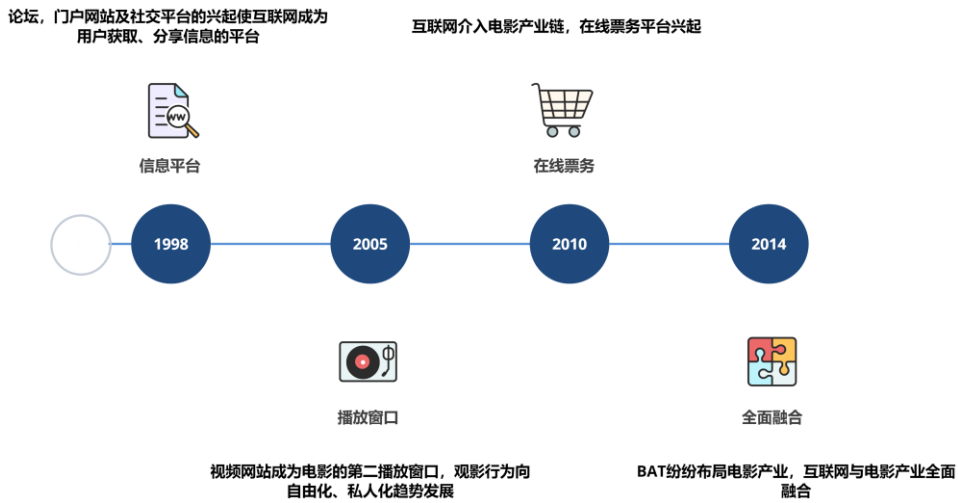 论坛，门户网站及社交平台的兴起使互联网成为
用户获取、分享信息的平台
互联网介入电影产业链，在线票务平台兴起
WW
信息平台
在线票务
1998
2005
2010
2014
播放窗口
全面融合
视频网站成为电影的第二播放窗口，观影行为向
自由化、私人化趋势发展
BAT纷纷布局电影产业，互联网与电影产业全面
融合